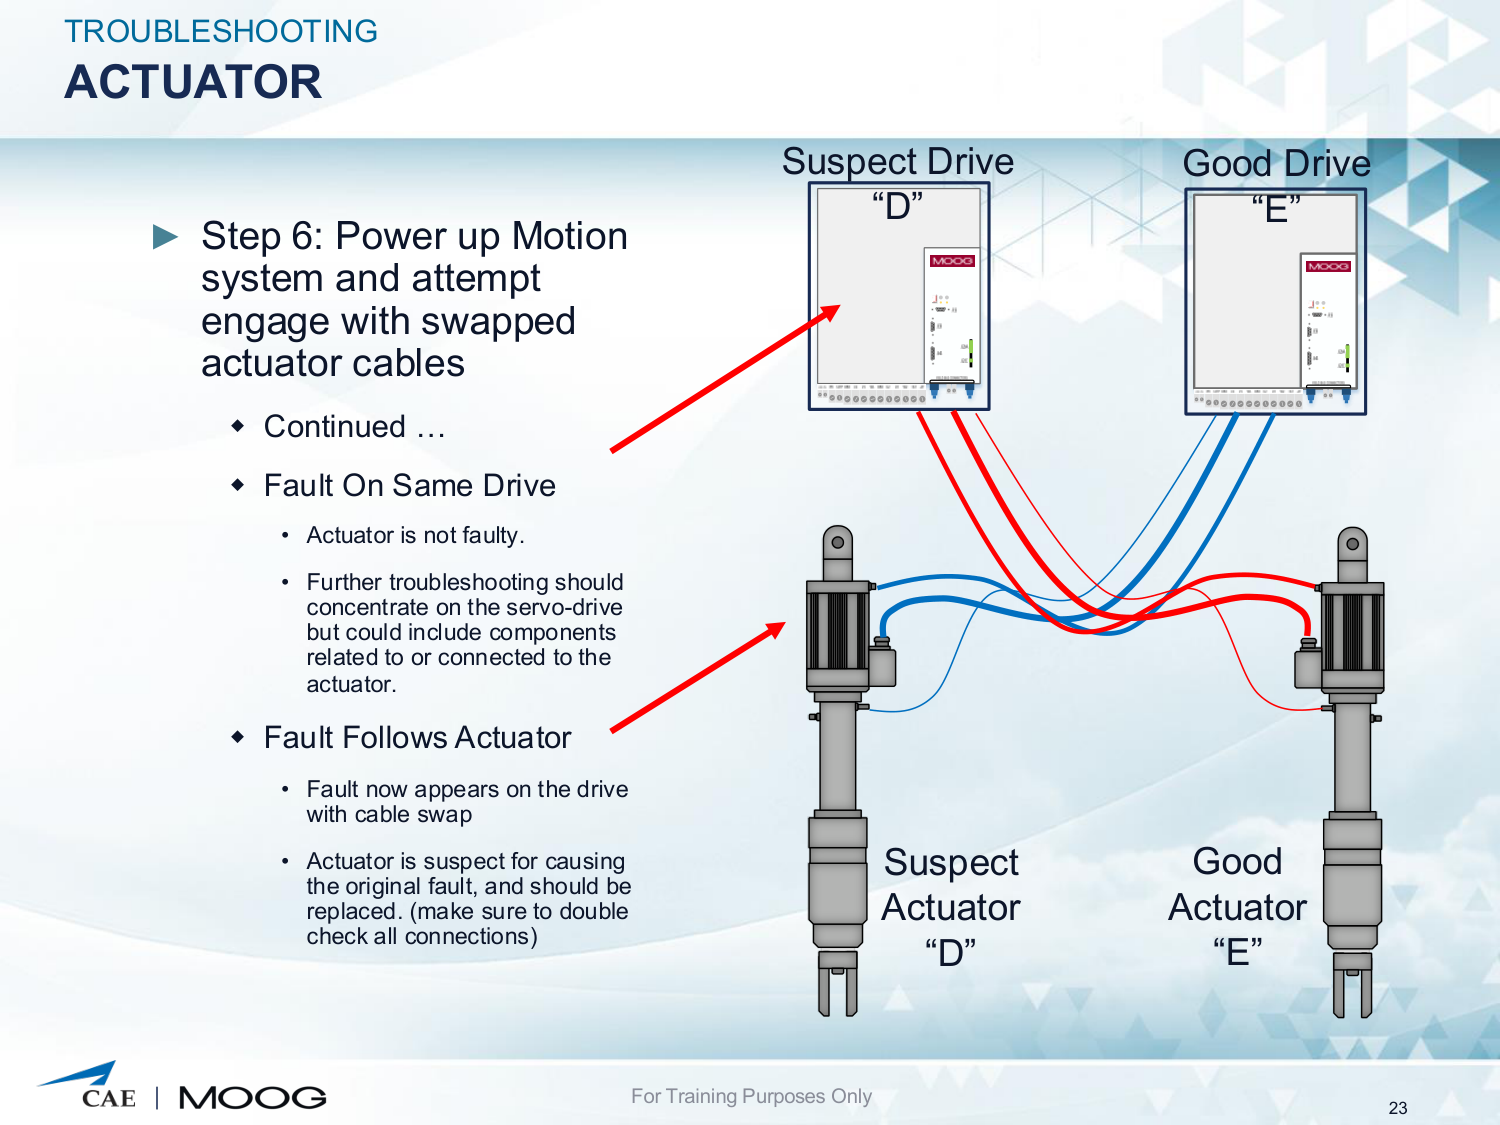 TROUBLESHOOTING
ACTUATOR
► Step 6: Power up Motion
system and attempt
engage with swapped
actuator cables
◆ Continued …
◆ Fault On Same Drive
• Actuator is not faulty.
• Further troubleshooting should
concentrate on the servo-drive
but could include components
related to or connected to the
actuator.
◆ Fault Follows Actuator
• Fault now appears on the drive
with cable swap
• Actuator is suspect for causing
the original fault, and should be
replaced. (make sure to double
check all connections)
Suspect Drive
“D”
MOOG
Good Drive
“E”
MOOG
Suspect
Actuator
“D”
Good
Actuator
“E”
CAE | MOOG
For Training Purposes Only
23